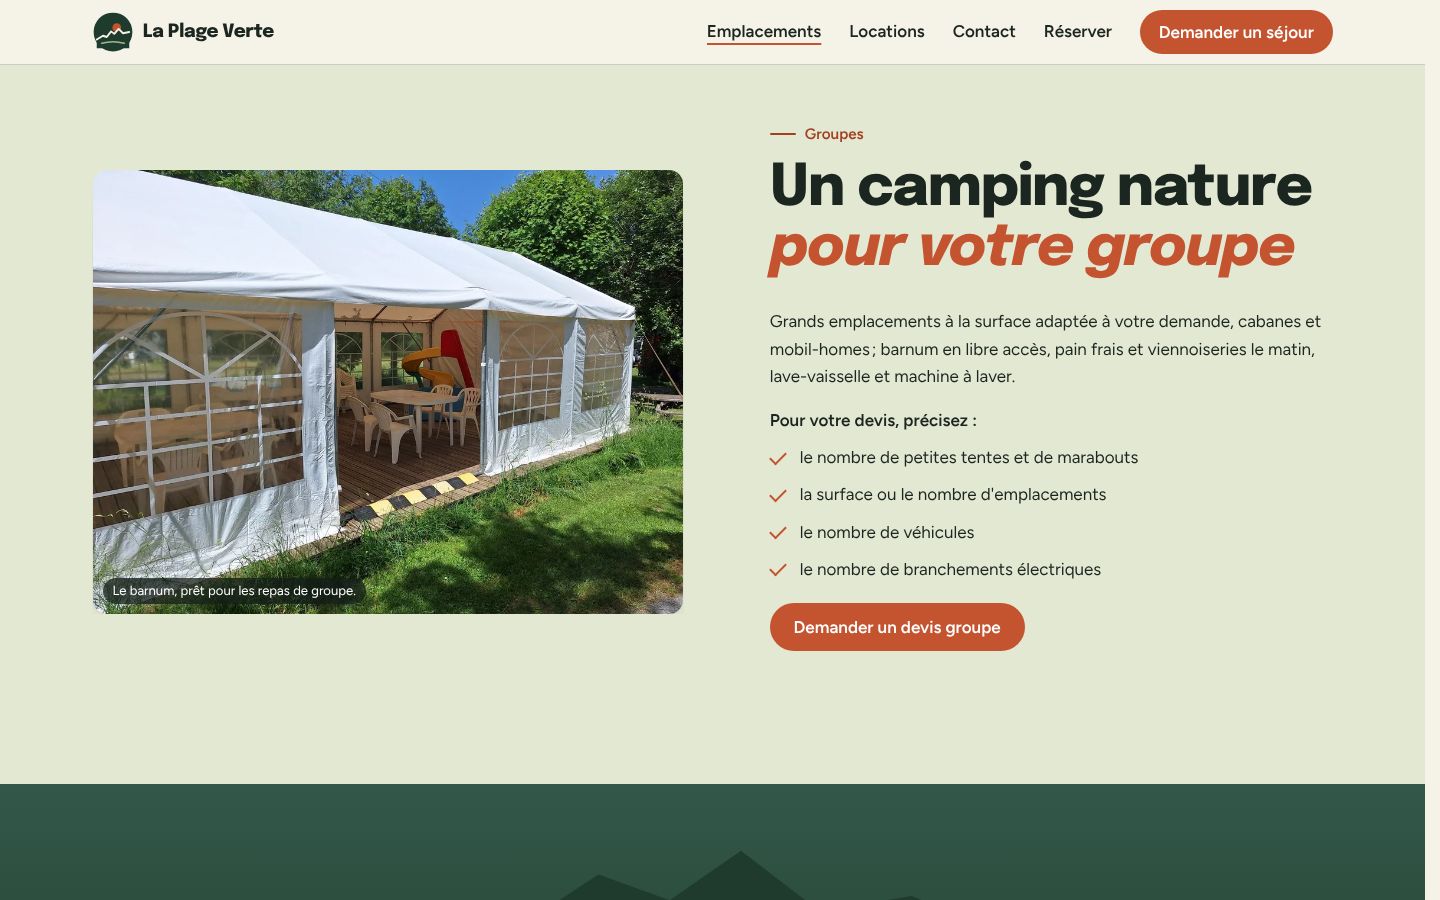 La Plage Verte
Emplacements
Locations
Contact
Réserver
Demander un séjour
Groupes
Un camping nature
pour votre groupe
Grands emplacements à la surface adaptée à votre demande, cabanes et
mobil-homes ; barnum en libre accès, pain frais et viennoiseries le matin,
lave-vaisselle et machine à laver.
Pour votre devis, précisez :
le nombre de petites tentes et de marabouts
la surface ou le nombre d'emplacements
le nombre de véhicules
le nombre de branchements électriques
Demander un devis groupe
Le barnum, prêt pour les repas de groupe.